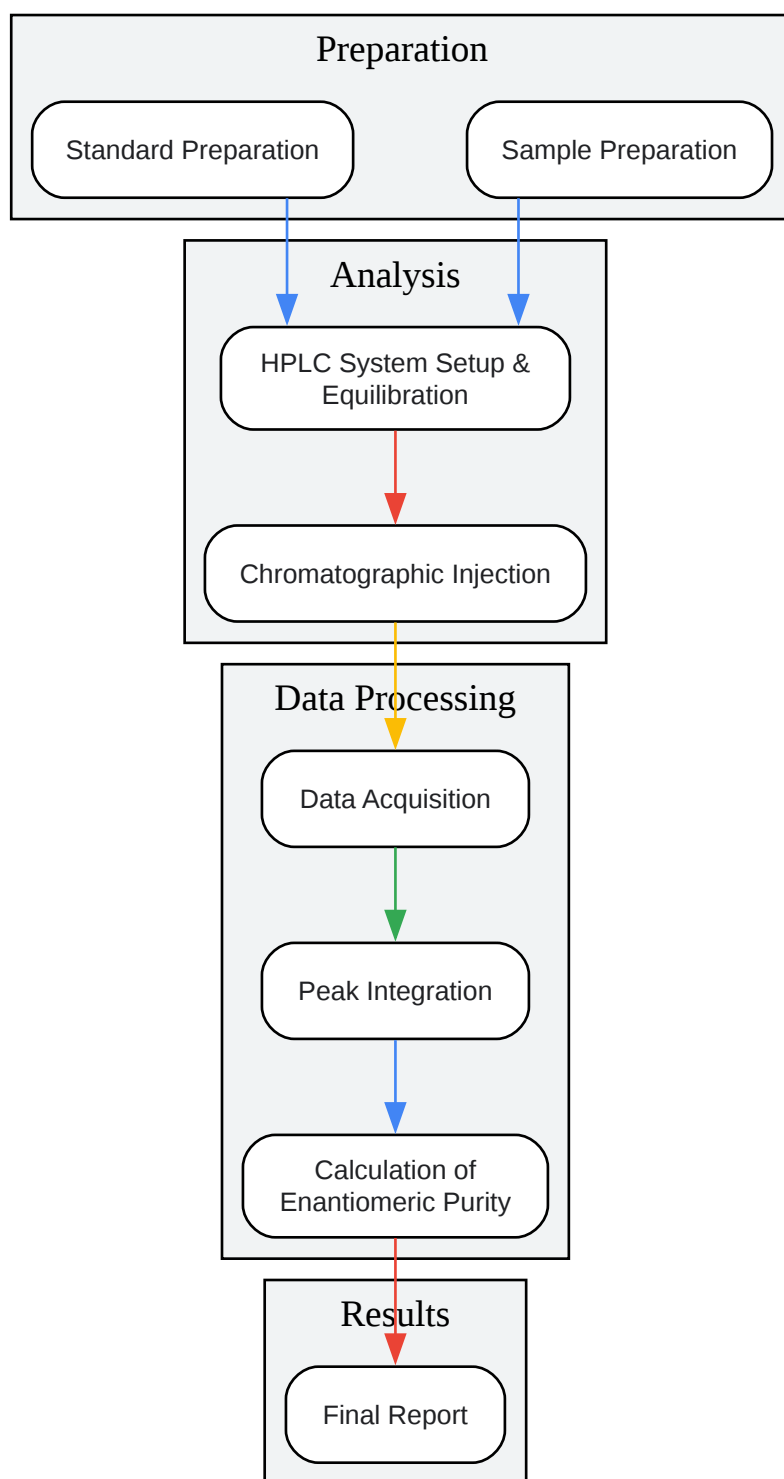 Preparation
Standard Preparation
Sample Preparation
Analysis
HPLC System Setup &
Equilibration
Chromatographic Injection
Data Processing
Data Acquisition
Peak Integration
Calculation of
Enantiomeric Purity
Results
Final Report